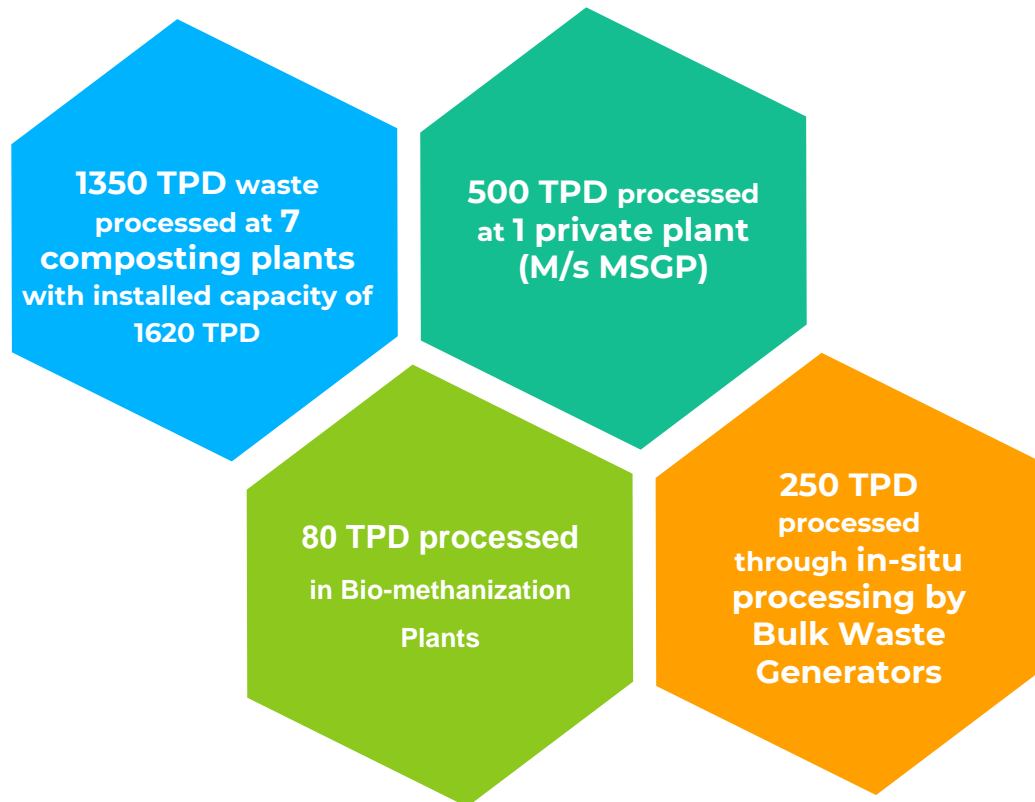 1350 TPD waste
processed at 7
composting plants
with installed capacity of
1620 TPD
500 TPD processed
at 1 private plant
(M/s MSGP)
80 TPD processed
in Bio-methanization
Plants
250 TPD
processed
through in-situ
processing by
Bulk Waste
Generators